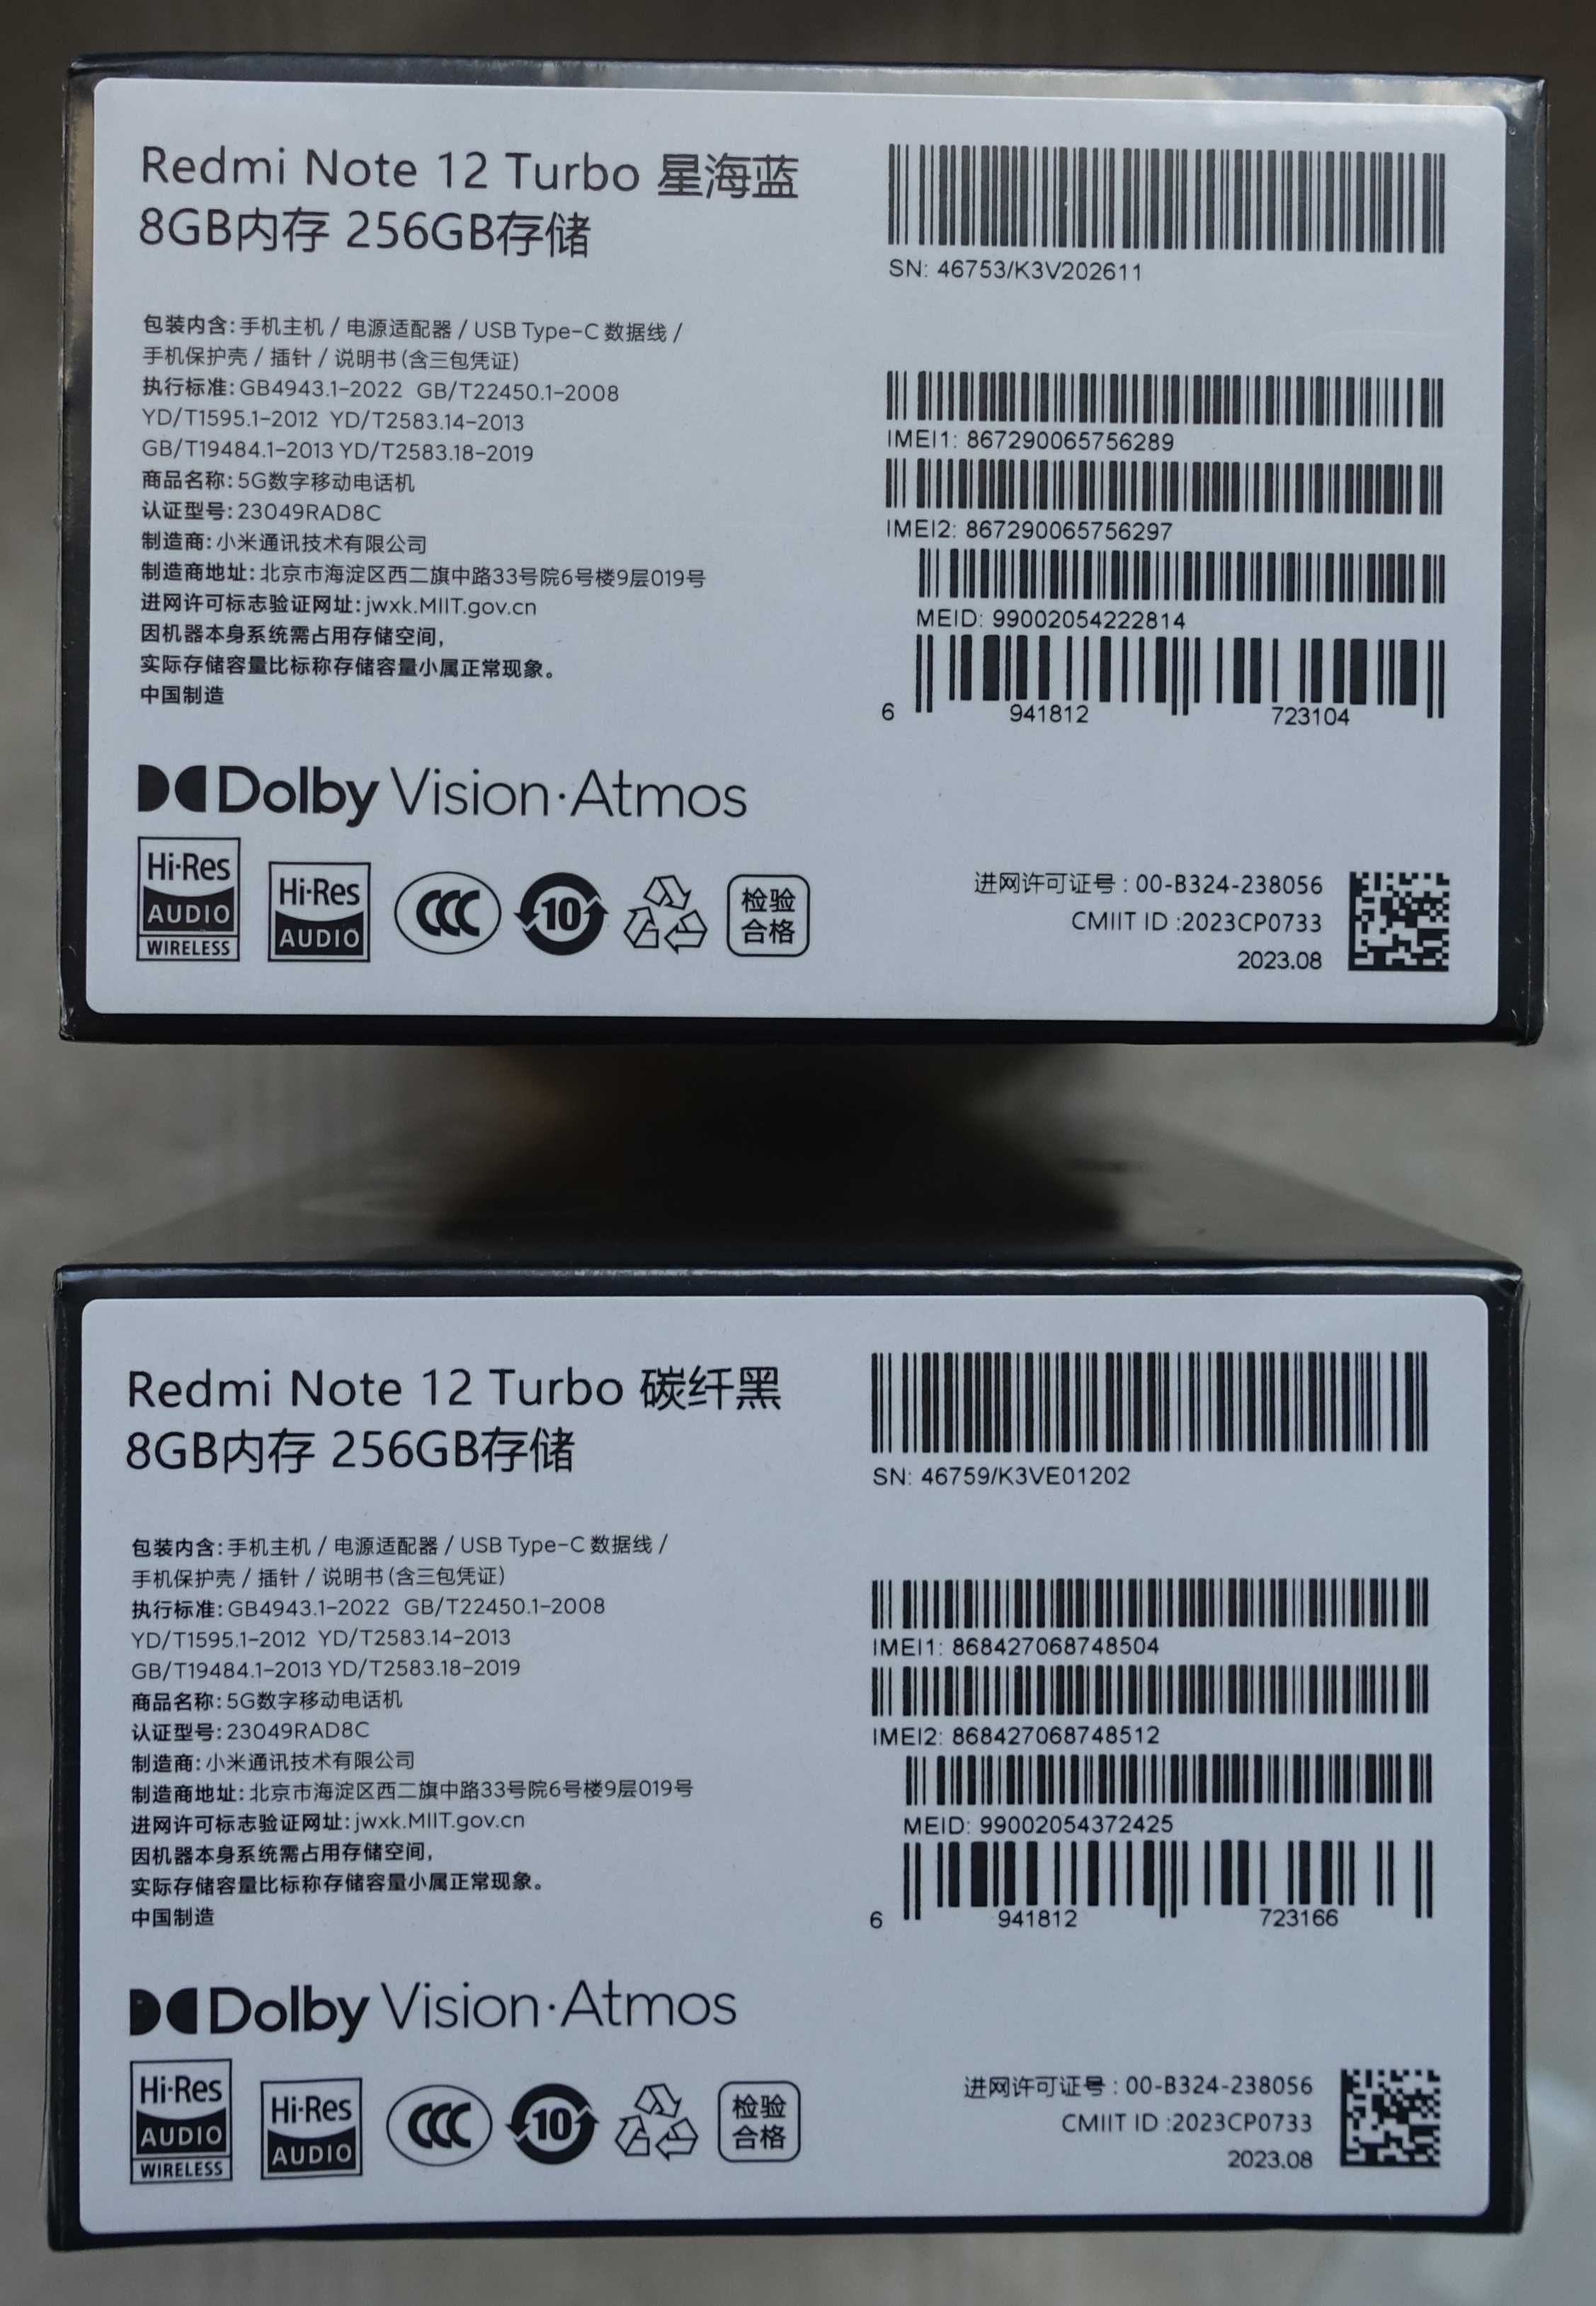 Redmi Note 12 Turbo 星海蓝
8GB内存 256GB存储
包装内含:手机主机 / 电源适配器 / USB Type-C 数据线 /
手机保护壳 / 插针 / 说明书(含三包凭证)
执行标准:GB4943.1-2022 GB/T22450.1-2008
YD/T1595.1-2012 YD/T2583.14-2013
GB/T19484.1-2013 YD/T2583.18-2019
商品名称:5G数字移动电话机
认证型号:23049RAD8C
制造商:小米通讯技术有限公司
制造商地址:北京市海淀区西二旗中路33号院6号楼9层019号
进网许可标志验证网址:jwxk.MIIT.gov.cn
因机器本身系统需占用存储空间,
实际存储容量比标称存储容量小属正常现象。
中国制造
Dolby Vision·Atmos
Hi-Res
AUDIO
WIRELESS
Hi-Res
AUDIO
CCC
10
检验
合格
SN: 46753/K3V202611
IMEI1: 867290065756289
IMEI2: 867290065756297
MEID: 99002054222814
6 941812 723104
进网许可证号 : 00-B324-238056
CMIIT ID :2023CP0733
2023.08
Redmi Note 12 Turbo 碳纤黑
8GB内存 256GB存储
包装内含:手机主机 / 电源适配器 / USB Type-C 数据线 /
手机保护壳 / 插针 / 说明书(含三包凭证)
执行标准:GB4943.1-2022 GB/T22450.1-2008
YD/T1595.1-2012 YD/T2583.14-2013
GB/T19484.1-2013 YD/T2583.18-2019
商品名称:5G数字移动电话机
认证型号:23049RAD8C
制造商:小米通讯技术有限公司
制造商地址:北京市海淀区西二旗中路33号院6号楼9层019号
进网许可标志验证网址:jwxk.MIIT.gov.cn
因机器本身系统需占用存储空间,
实际存储容量比标称存储容量小属正常现象。
中国制造
Dolby Vision·Atmos
Hi-Res
AUDIO
WIRELESS
Hi-Res
AUDIO
CCC
10
检验
合格
SN: 46759/K3VE01202
IMEI1: 868427068748504
IMEI2: 868427068748512
MEID: 99002054372425
6 941812 723166
进网许可证号 : 00-B324-238056
CMIIT ID :2023CP0733
2023.08